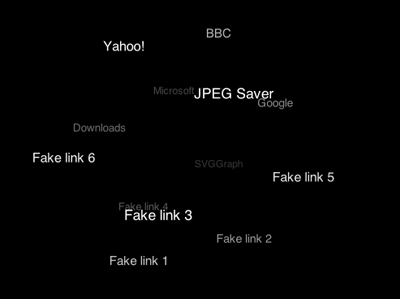 BBC
Yahoo!
Microsoft
JPEG Saver
Google
Downloads
Fake link 6
SVGGraph
Fake link 5
Fake link 4
Fake link 3
Fake link 2
Fake link 1